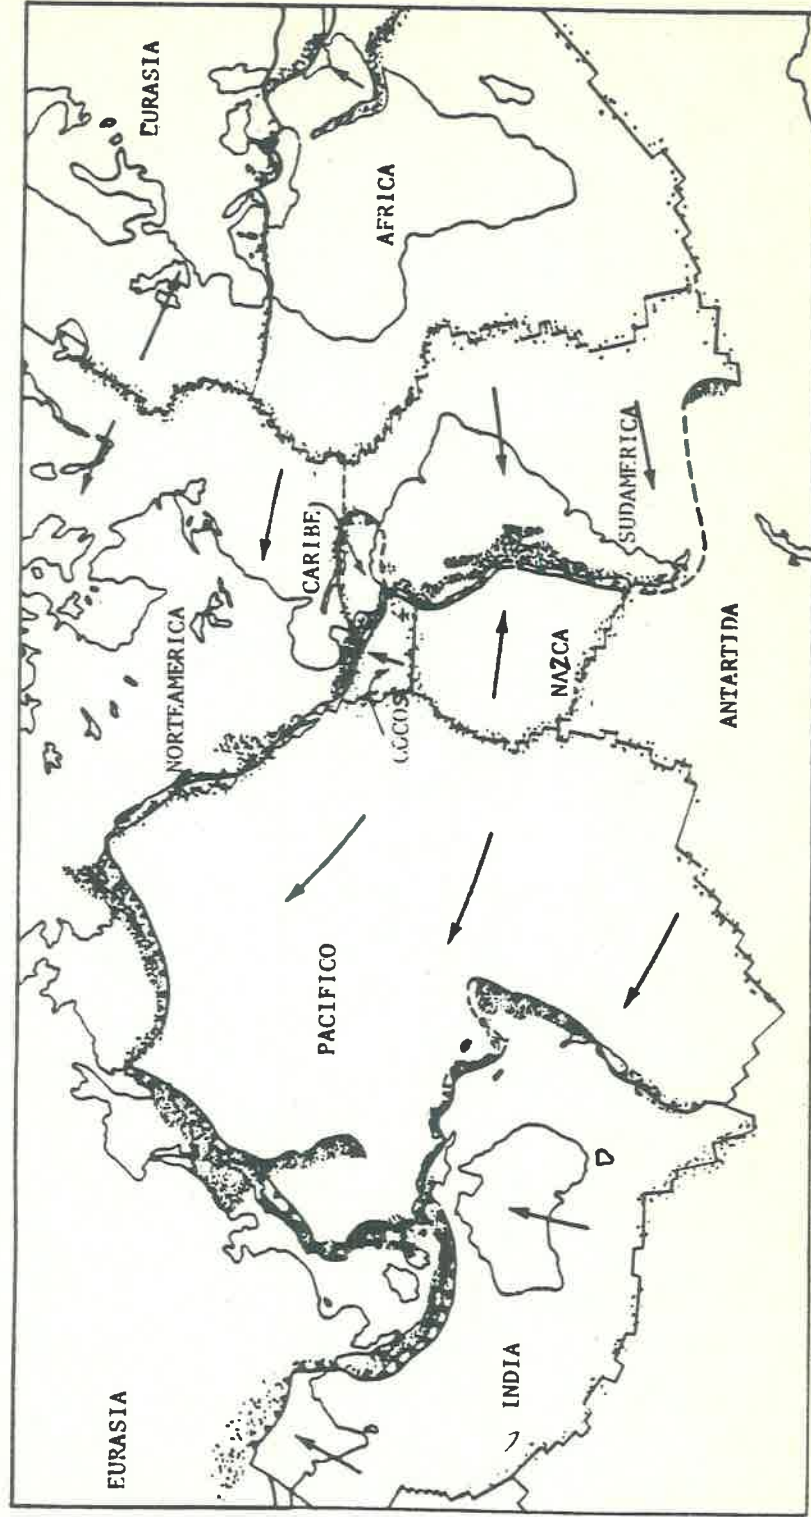 EURASIA
INDIA
PACIFICO
NORTEAMERICA
CARIBE
COCOS
NAZCA
SUDAMERICA
ANTARTIDA
AFRICA
EURASIA